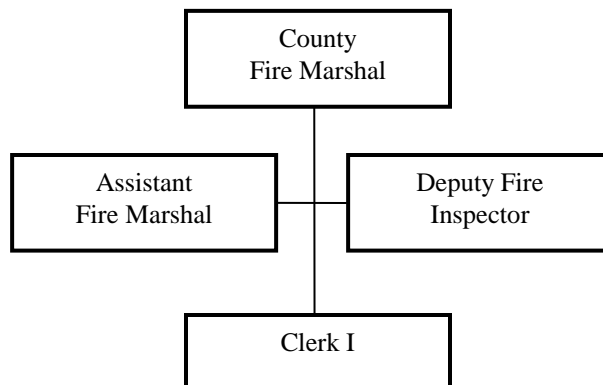 County
Fire Marshal
Assistant
Fire Marshal
Deputy Fire
Inspector
Clerk I